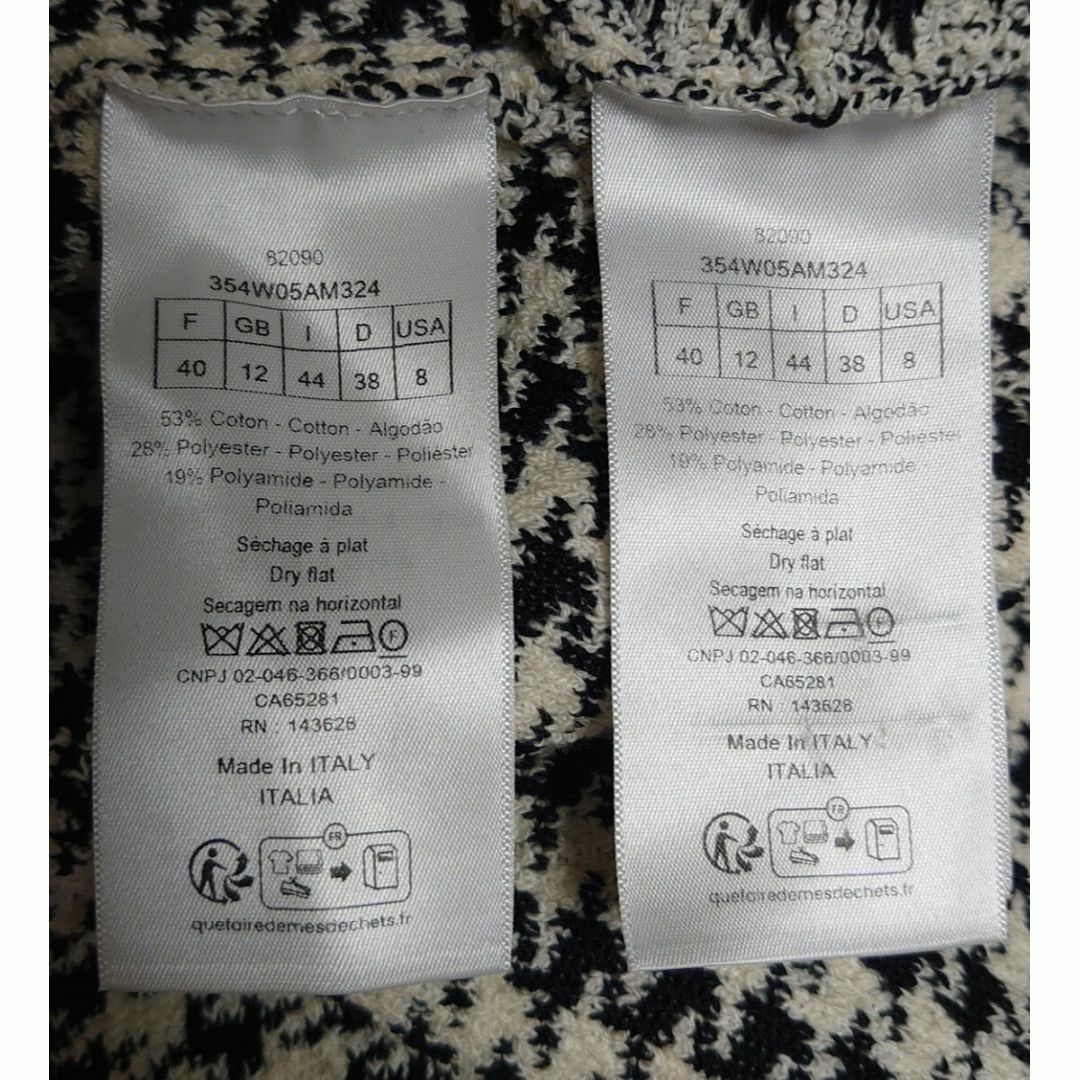 82090
354W05AM324
F GB I D USA
40 12 44 38 8
53% Coton - Cotton - Algodão
28% Polyester - Polyester - Poliéster
19% Polyamide - Polyamide -
Poliamida
Séchage à plat
Dry flat
Secagem na horizontal
F
CNPJ 02-046-366/0003-99
CA65281
RN : 143628
Made In ITALY
ITALIA
FR
quefairedemesdechets.fr
82090
354W05AM324
F GB I D USA
40 12 44 38 8
53% Coton - Cotton - Algodão
28% Polyester - Polyester - Poliéster
19% Polyamide - Polyamide -
Poliamida
Séchage à plat
Dry flat
Secagem na horizontal
F
CNPJ 02-046-366/0003-99
CA65281
RN : 143628
Made In ITALY
ITALIA
FR
quefairedemesdechets.fr